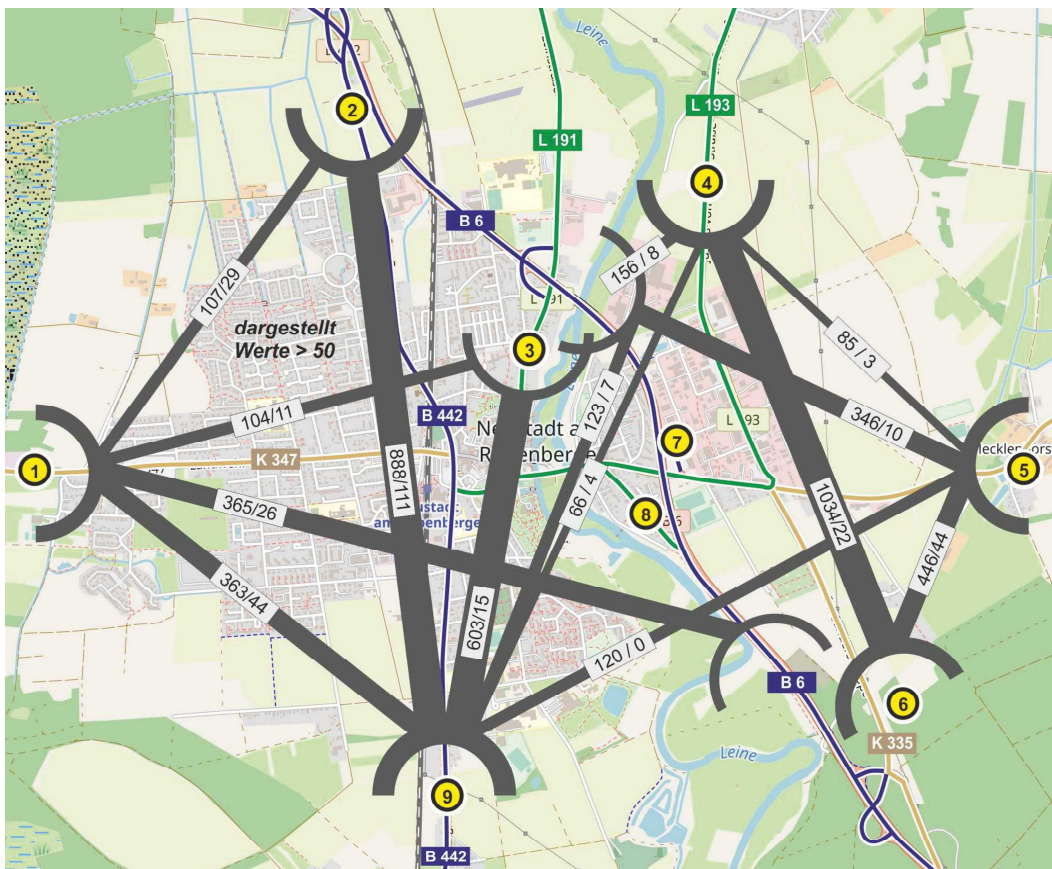 Leine
2
L 193
L 191
4
B 6
156 / 8
107/29
dargestellt
Werte > 50
3
85 / 3
104/11
123 / 7
346/10
B 442
7
1
K 347
888/111
5
365/26
66 / 4
8
1034/22
446/44
363/44
603/15
120 / 0
B 6
6
K 335
Leine
9
B 442